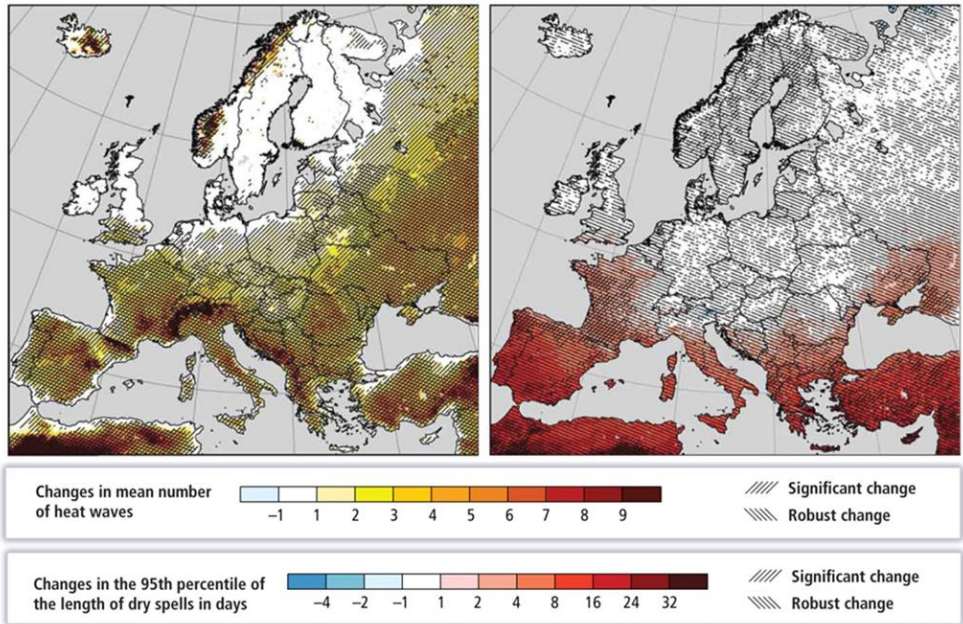 Changes in mean number
of heat waves
–1 1 2 3 4 5 6 7 8 9
Significant change
Robust change
Changes in the 95th percentile of
the length of dry spells in days
–4 –2 –1 1 2 4 8 16 24 32
Significant change
Robust change